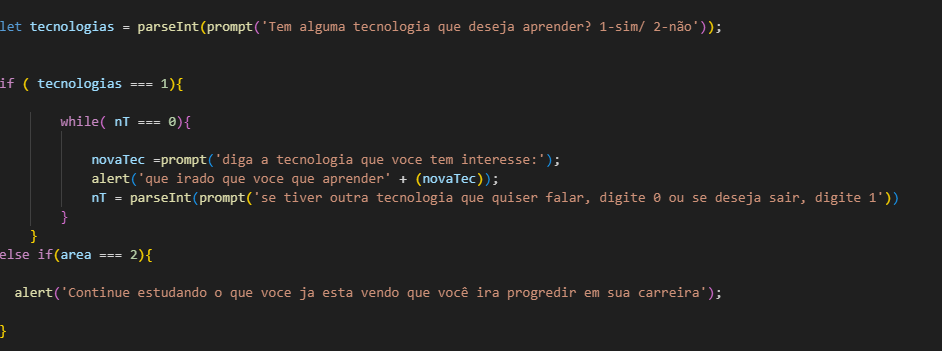 let tecnologias = parseInt(prompt('Tem alguma tecnologia que deseja aprender? 1-sim/ 2-não'));
if ( tecnologias === 1){
while( nT === 0){
novaTec =prompt('diga a tecnologia que voce tem interesse:');
alert('que irado que voce que aprender' + (novaTec));
nT = parseInt(prompt('se tiver outra tecnologia que quiser falar, digite 0 ou se deseja sair, digite 1'))
}
}
else if(area === 2){
alert('Continue estudando o que voce ja esta vendo que você ira progredir em sua carreira');
}